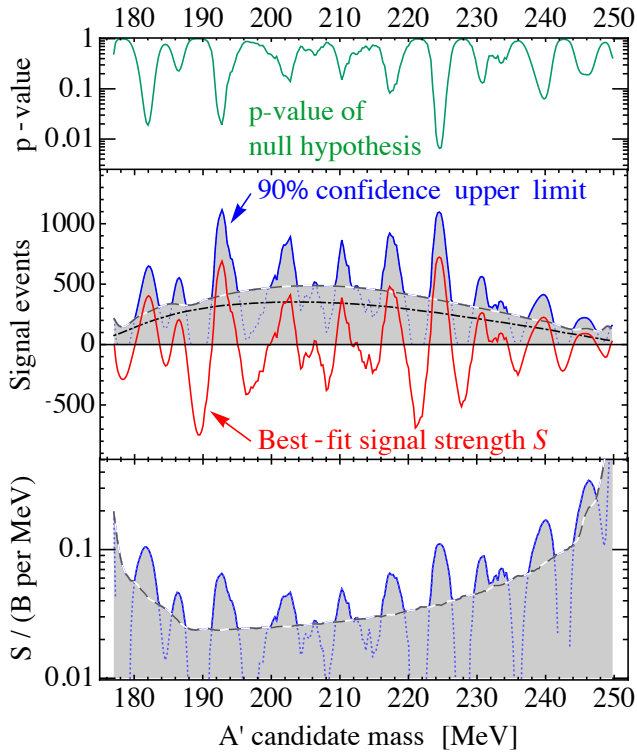 180 190 200 210 220 230 240 250
1
0.1
0.01
p - value
p-value of
null hypothesis
90% confidence upper limit
1000
500
0
-500
Signal events
Best -fit signal strength S
0.1
0.01
S / (B per MeV)
180 190 200 210 220 230 240 250
A' candidate mass [MeV]